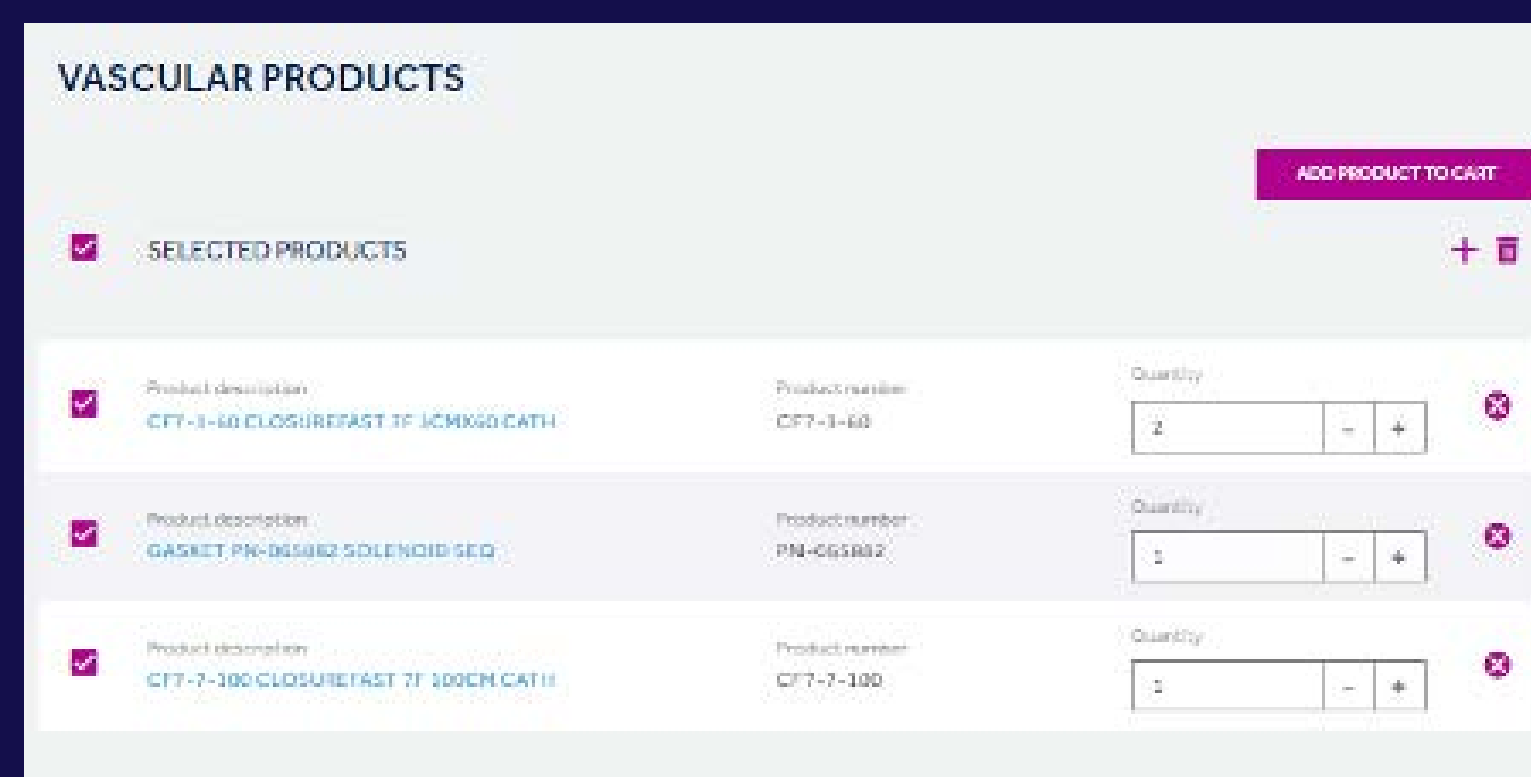 VASCULAR PRODUCTS
ADD PRODUCT TO CART
SELECTED PRODUCTS
Product description
Product number
Quantity
CF7-3-60 CLOSUREFAST 7F 3CMX60 CATH
CF7-3-60
2
Product description
Product number
Quantity
GASKET PN-065882 SOLENOID SEQ
PN-065882
1
Product description
Product number
Quantity
CF7-7-100 CLOSUREFAST 7F 100CM CATH
CF7-7-100
1